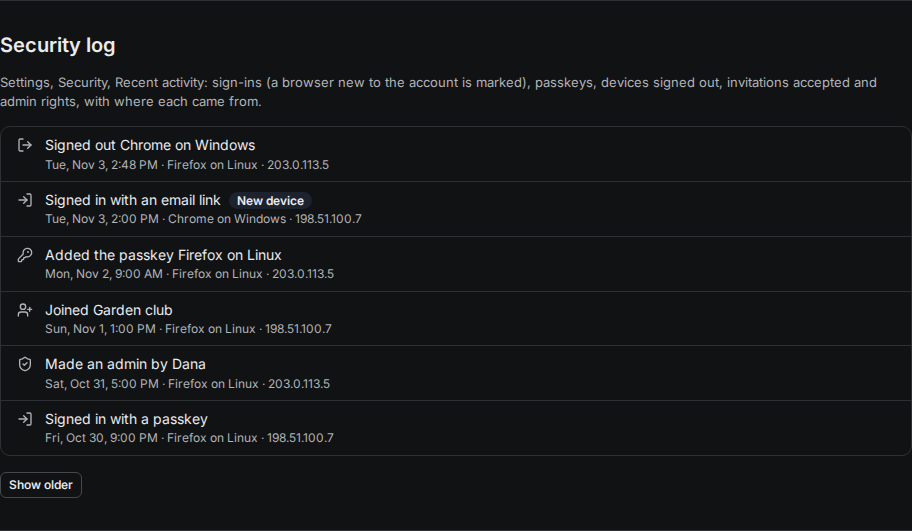 Security log
Settings, Security, Recent activity: sign-ins (a browser new to the account is marked), passkeys, devices signed out, invitations accepted and
admin rights, with where each came from.
Signed out Chrome on Windows
Tue, Nov 3, 2:48 PM · Firefox on Linux · 203.0.113.5
Signed in with an email link New device
Tue, Nov 3, 2:00 PM · Chrome on Windows · 198.51.100.7
Added the passkey Firefox on Linux
Mon, Nov 2, 9:00 AM · Firefox on Linux · 203.0.113.5
Joined Garden club
Sun, Nov 1, 1:00 PM · Firefox on Linux · 198.51.100.7
Made an admin by Dana
Sat, Oct 31, 5:00 PM · Firefox on Linux · 203.0.113.5
Signed in with a passkey
Fri, Oct 30, 9:00 PM · Firefox on Linux · 198.51.100.7
Show older